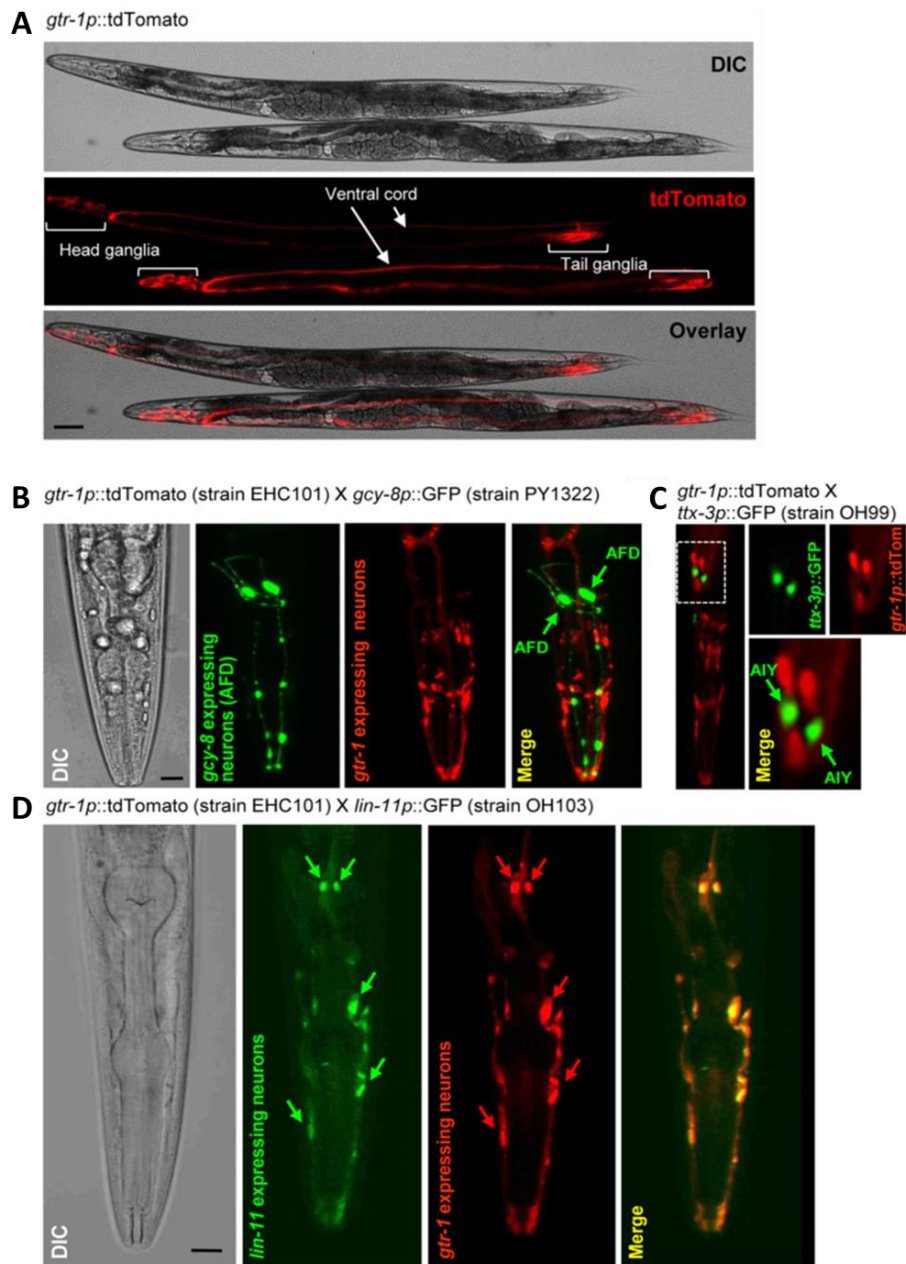 A
gtr-1p::tdTomato
DIC
Ventral cord
tdTomato
Head ganglia
Tail ganglia
Overlay
B
gtr-1p::tdTomato (strain EHC101) X gcy-8p::GFP (strain PY1322)
DIC
gcy-8 expressing
neurons (AFD)
gtr-1 expressing neurons
AFD
AFD
Merge
C
gtr-1p::tdTomato X
ttx-3p::GFP (strain OH99)
ttx-3p::GFP
gtr-1p::tdTom
AIY
AIY
Merge
D
gtr-1p::tdTomato (strain EHC101) X lin-11p::GFP (strain OH103)
DIC
lin-11 expressing neurons
gtr-1 expressing neurons
Merge